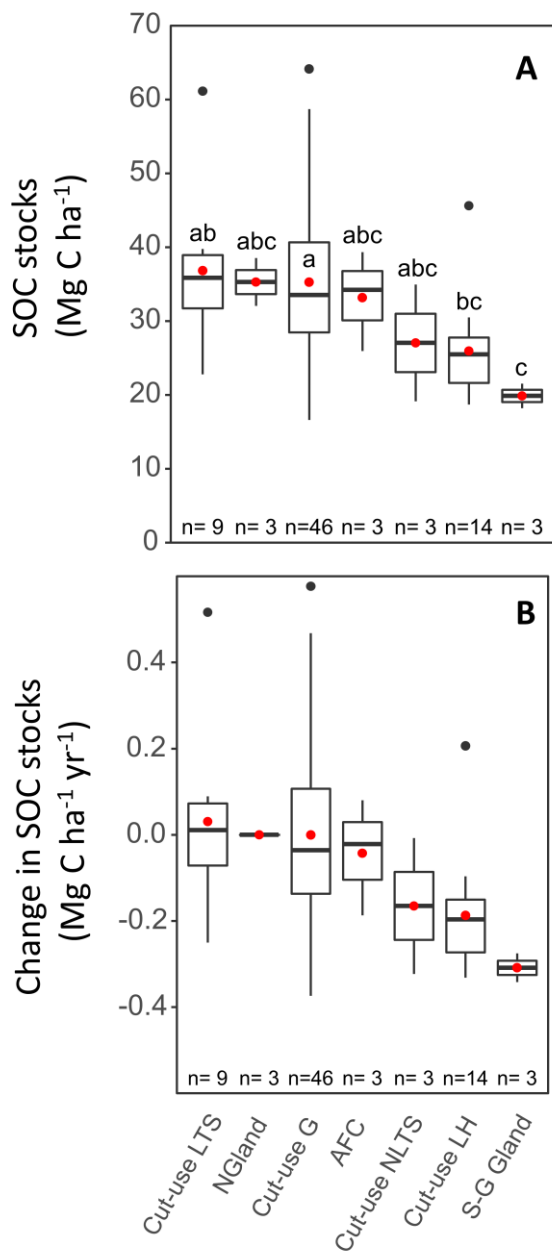 A
SOC stocks
(Mg C ha⁻¹)
70
60
50
40
30
20
10
0
ab
abc
a
abc
abc
bc
c
n= 9 n= 3 n=46 n= 3 n= 3 n=14 n= 3
B
Change in SOC stocks
(Mg C ha⁻¹ yr⁻¹)
0.4
0.2
0.0
-0.2
-0.4
n= 9 n= 3 n=46 n= 3 n= 3 n=14 n= 3
Cut-use LTS
NGland
Cut-use G
AFC
Cut-use NLTS
Cut-use LH
S-G Gland